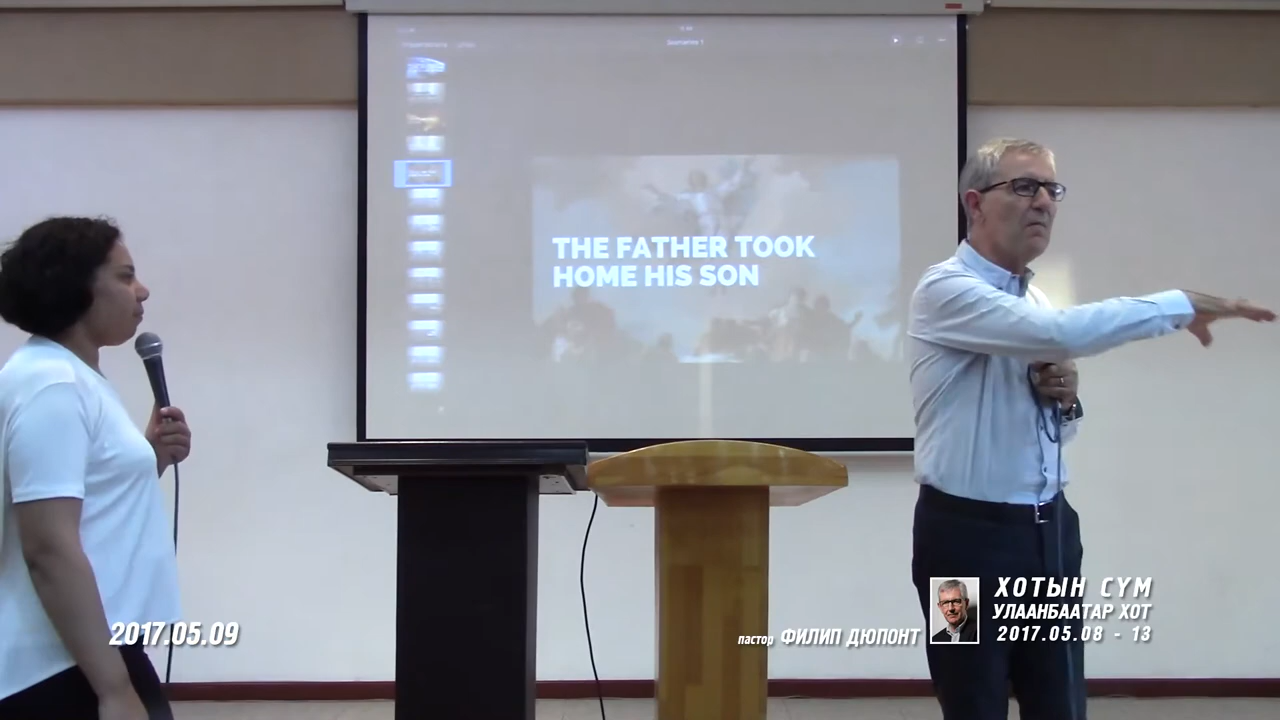 THE FATHER TOOK
HOME HIS SON
2017.05.09
пастор ФИЛИП ДЮПОНТ
ХОТЫН СҮМ
УЛААНБААТАР ХОТ
2017.05.08 - 13